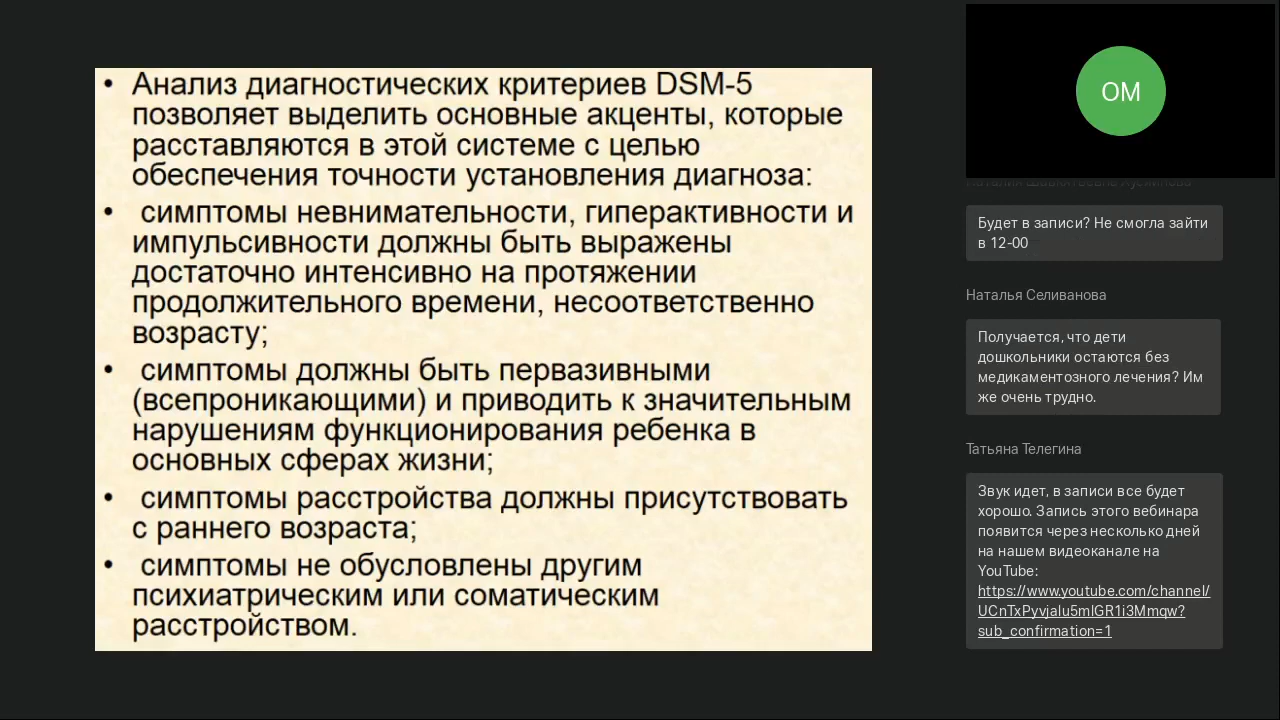 • Анализ диагностических критериев DSM-5
позволяет выделить основные акценты, которые
расставляются в этой системе с целью
обеспечения точности установления диагноза:
• симптомы невнимательности, гиперактивности и
импульсивности должны быть выражены
достаточно интенсивно на протяжении
продолжительного времени, несоответственно
возрасту;
• симптомы должны быть первазивными
(всепроникающими) и приводить к значительным
нарушениям функционирования ребенка в
основных сферах жизни;
• симптомы расстройства должны присутствовать
с раннего возраста;
• симптомы не обусловлены другим
психиатрическим или соматическим
расстройством.
OM
Будет в записи? Не смогла зайти
в 12-00
Наталья Селиванова
Получается, что дети
дошкольники остаются без
медикаментозного лечения? Им
же очень трудно.
Татьяна Телегина
Звук идет, в записи все будет
хорошо. Запись этого вебинара
появится через несколько дней
на нашем видеоканале на
YouTube:
https://www.youtube.com/channel/
UCnTxPyvjalu5mlGR1i3Mmqw?
sub_confirmation=1